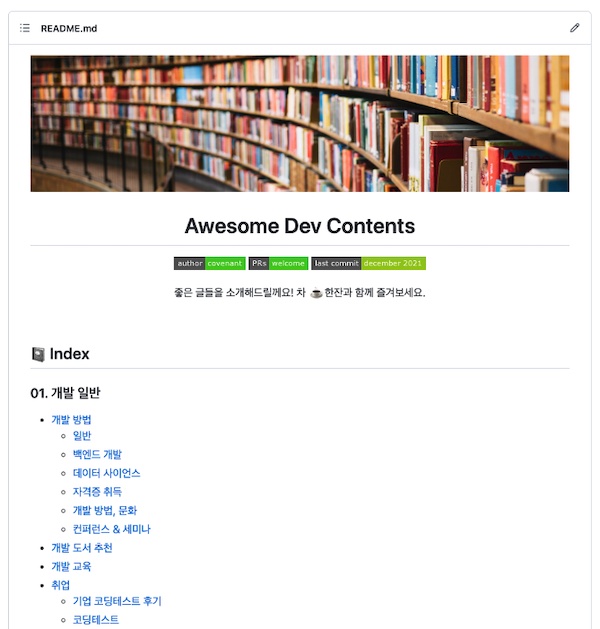 README.md
Awesome Dev Contents
author covenant PRs welcome last commit december 2021
좋은 글들을 소개해드릴께요! 차 ☕한잔과 함께 즐겨보세요.
📓 Index
01. 개발 일반
개발 방법
일반
백엔드 개발
데이터 사이언스
자격증 취득
개발 방법, 문화
컨퍼런스 & 세미나
개발 도서 추천
개발 교육
취업
기업 코딩테스트 후기
코딩테스트